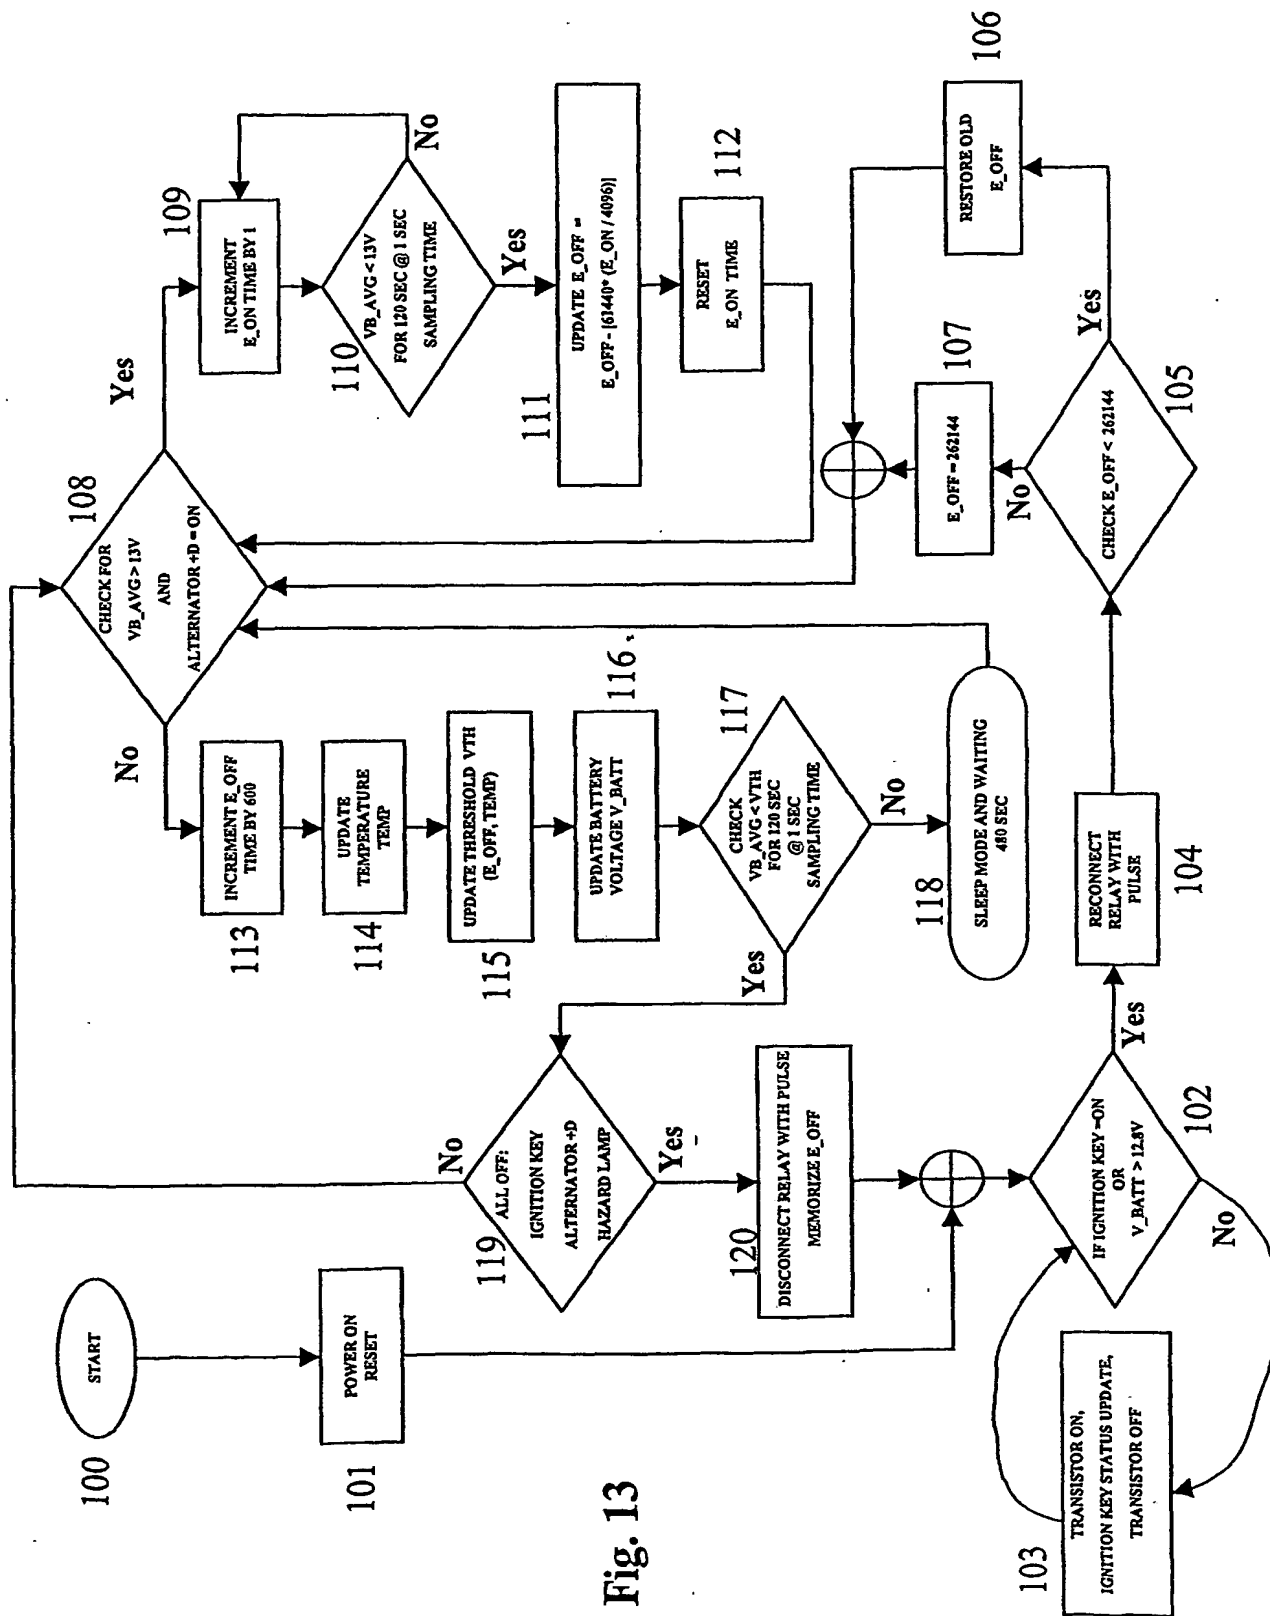 100
START
101
POWER ON
RESET
119
ALL OFF:
IGNITION KEY
ALTERNATOR +D
HAZARD LAMP
No
Yes
120
DISCONNECT RELAY WITH PULSE
MEMORIZE E_OFF
102
IF IGNITION KEY =ON
OR
V_BATT > 12.8V
Yes
No
103
TRANSISTOR ON,
IGNITION KEY STATUS UPDATE,
TRANSISTOR OFF
104
RECONNECT
RELAY WITH
PULSE
105
CHECK E_OFF < 262144
No
Yes
107
E_OFF = 262144
106
RESTORE OLD
E_OFF
108
CHECK FOR
VB_AVG > 13V
AND
ALTERNATOR +D = ON
Yes
No
109
INCREMENT
E_ON TIME BY 1
110
VB_AVG < 13V
FOR 120 SEC @ 1 SEC
SAMPLING TIME
No
Yes
111
UPDATE E_OFF =
E_OFF - [61440* (E_ON / 4096)]
112
RESET
E_ON TIME
113
INCREMENT E_OFF
TIME BY 600
114
UPDATE
TEMPERATURE
TEMP
115
UPDATE THRESHOLD VTH
(E_OFF, TEMP)
116
UPDATE BATTERY
VOLTAGE V_BATT
117
CHECK
VB_AVG < VTH
FOR 120 SEC
@ 1 SEC
SAMPLING TIME
Yes
No
118
SLEEP MODE AND WAITING
480 SEC
Fig. 13